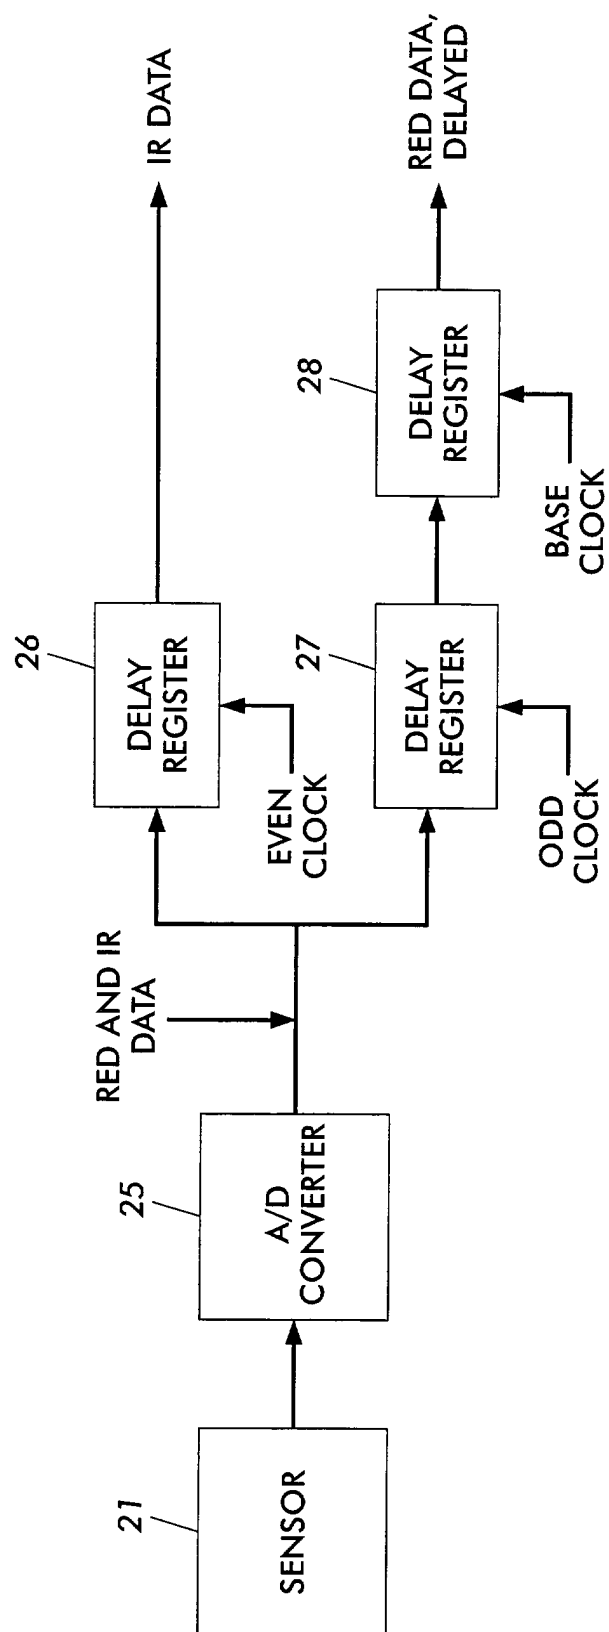 21
SENSOR
25
A/D
CONVERTER
RED AND IR
DATA
26
DELAY
REGISTER
EVEN
CLOCK
IR DATA
27
DELAY
REGISTER
ODD
CLOCK
28
DELAY
REGISTER
BASE
CLOCK
RED DATA,
DELAYED